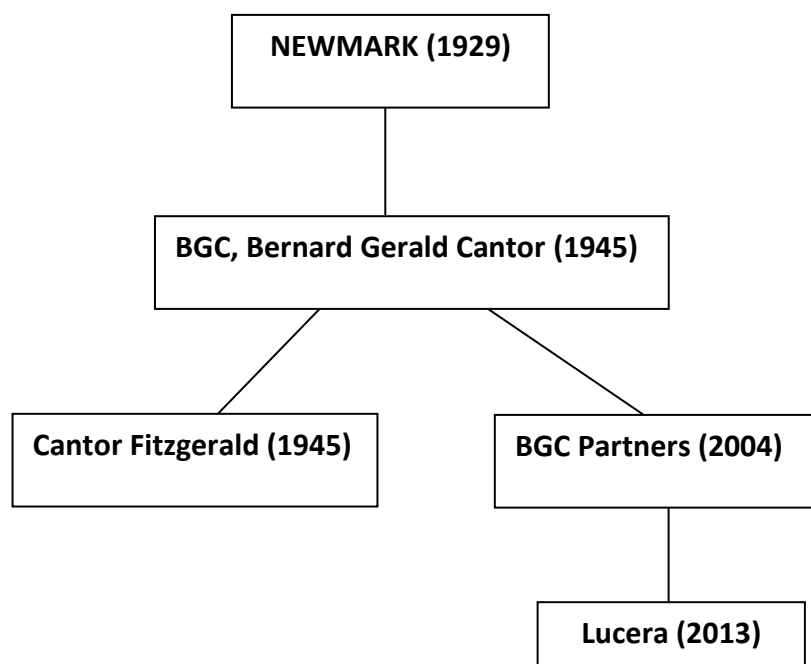 NEWMARK (1929)
BGC, Bernard Gerald Cantor (1945)
Cantor Fitzgerald (1945)
BGC Partners (2004)
Lucera (2013)